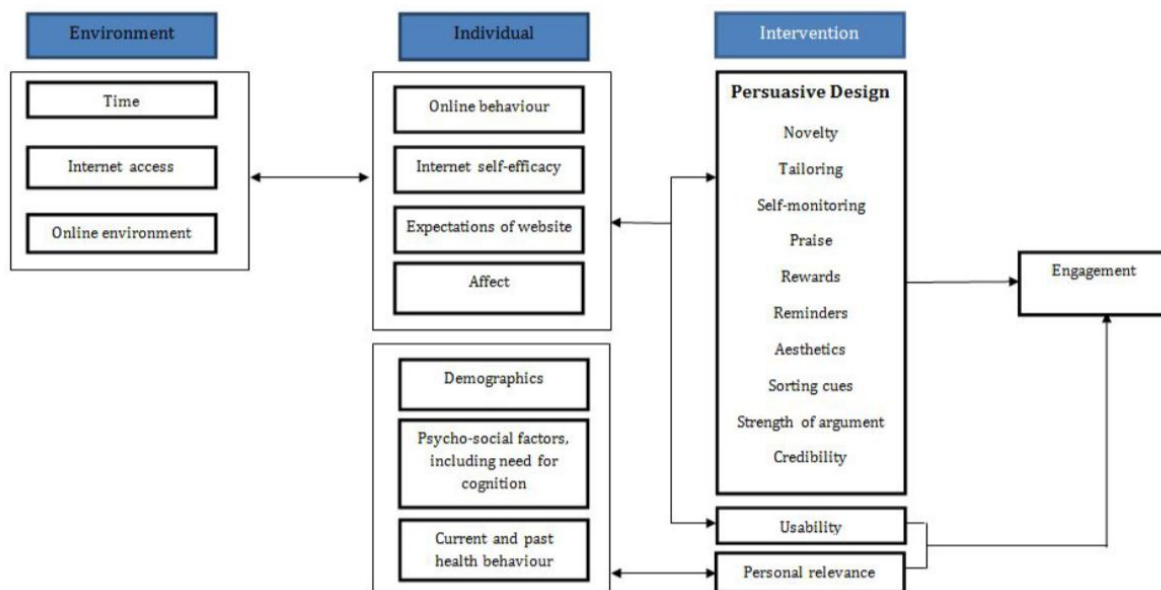 Environment
Time
Internet access
Online environment
Individual
Online behaviour
Internet self-efficacy
Expectations of website
Affect
Demographics
Psycho-social factors,
including need for
cognition
Current and past
health behaviour
Intervention
Persuasive Design
Novelty
Tailoring
Self-monitoring
Praise
Rewards
Reminders
Aesthetics
Sorting cues
Strength of argument
Credibility
Usability
Personal relevance
Engagement